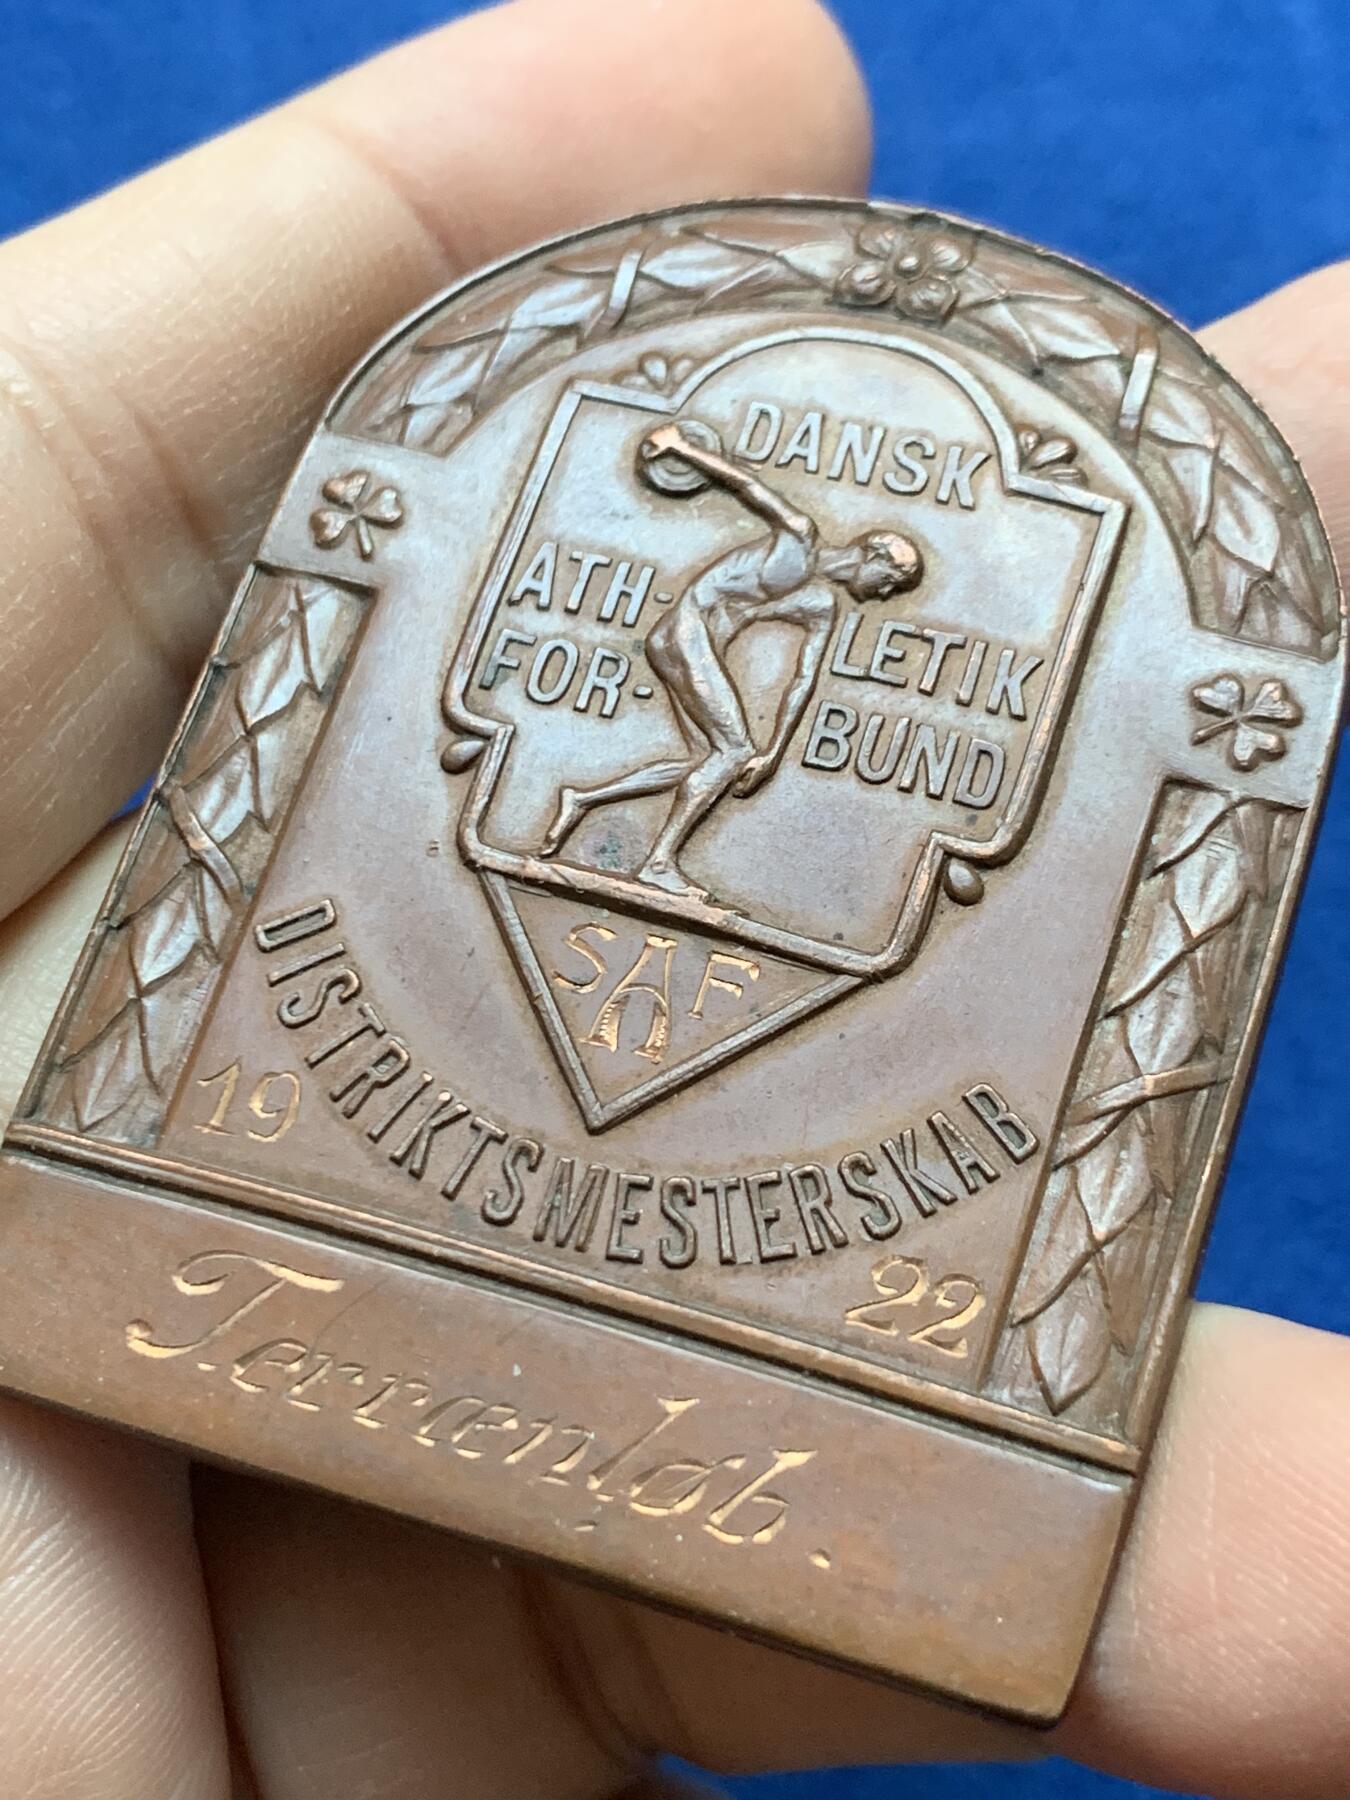 DANSK
ATH- LETIK
FOR- BUND
SAF
DISTRIKTSMESTERSKAB
19 22
Terrænløb.